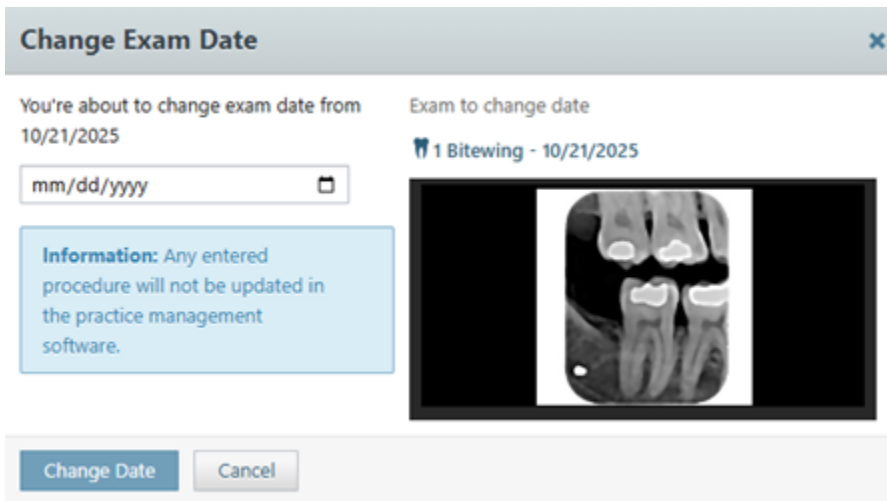 Change Exam Date
×
You're about to change exam date from
10/21/2025
mm/dd/yyyy
Information: Any entered
procedure will not be updated in
the practice management
software.
Exam to change date
1 Bitewing - 10/21/2025
Change Date
Cancel